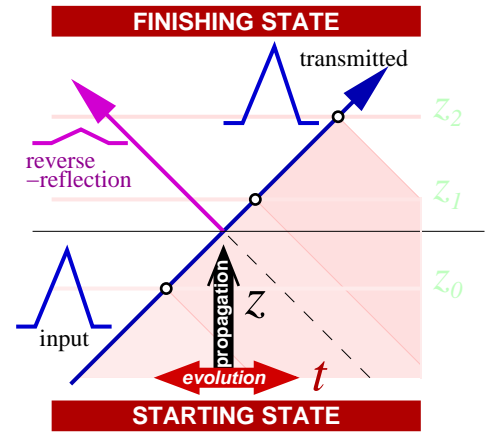 FINISHING STATE
transmitted
z2
reverse
−reflection
z1
z0
input
propagation
z
evolution
t
STARTING STATE